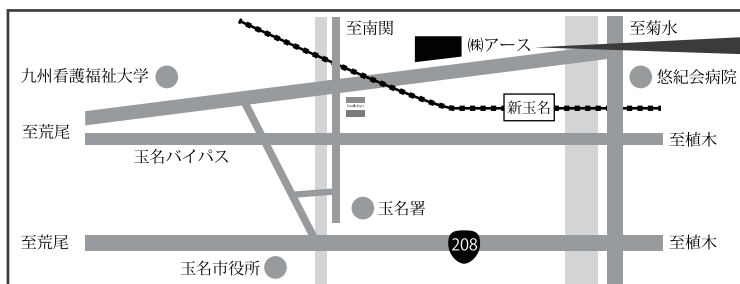 至南関
至菊水
㈱アース
九州看護福祉大学
悠紀会病院
新玉名
至荒尾
至植木
玉名バイパス
玉名署
至荒尾
208
至植木
玉名市役所